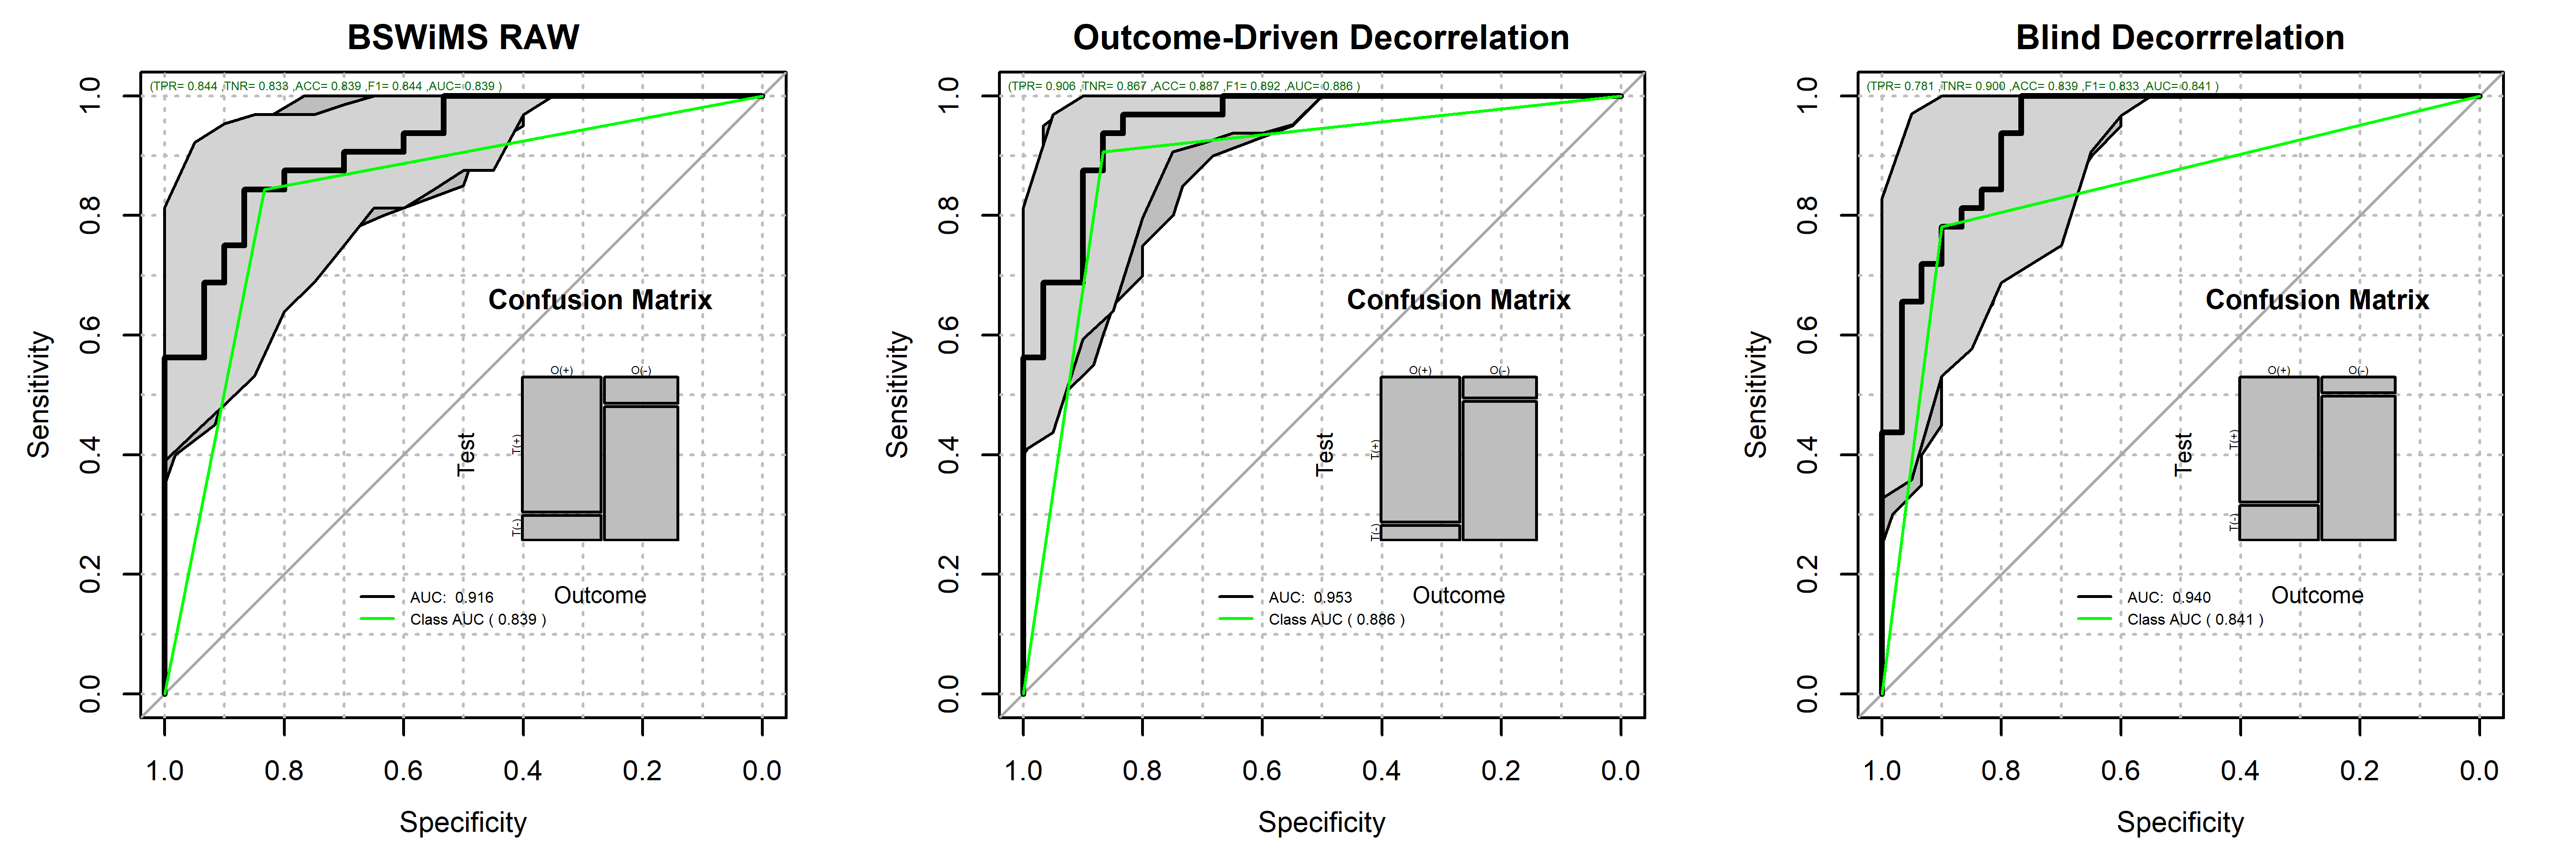 BSWiMS RAW
(TPR= 0.844 ,TNR= 0.833 ,ACC= 0.839 ,F1= 0.844 ,AUC= 0.839 )
1.0
0.8
0.6
0.4
0.2
0.0
Sensitivity
Confusion Matrix
O(+) O(-)
T(+)
T(-)
Test
Outcome
AUC: 0.916
Class AUC ( 0.839 )
1.0 0.8 0.6 0.4 0.2 0.0
Specificity
Outcome-Driven Decorrelation
(TPR= 0.906 ,TNR= 0.867 ,ACC= 0.887 ,F1= 0.892 ,AUC= 0.886 )
1.0
0.8
0.6
0.4
0.2
0.0
Sensitivity
Confusion Matrix
O(+) O(-)
T(+)
T(-)
Test
Outcome
AUC: 0.953
Class AUC ( 0.886 )
1.0 0.8 0.6 0.4 0.2 0.0
Specificity
Blind Decorrrelation
(TPR= 0.781 ,TNR= 0.900 ,ACC= 0.839 ,F1= 0.833 ,AUC= 0.841 )
1.0
0.8
0.6
0.4
0.2
0.0
Sensitivity
Confusion Matrix
O(+) O(-)
T(+)
T(-)
Test
Outcome
AUC: 0.940
Class AUC ( 0.841 )
1.0 0.8 0.6 0.4 0.2 0.0
Specificity